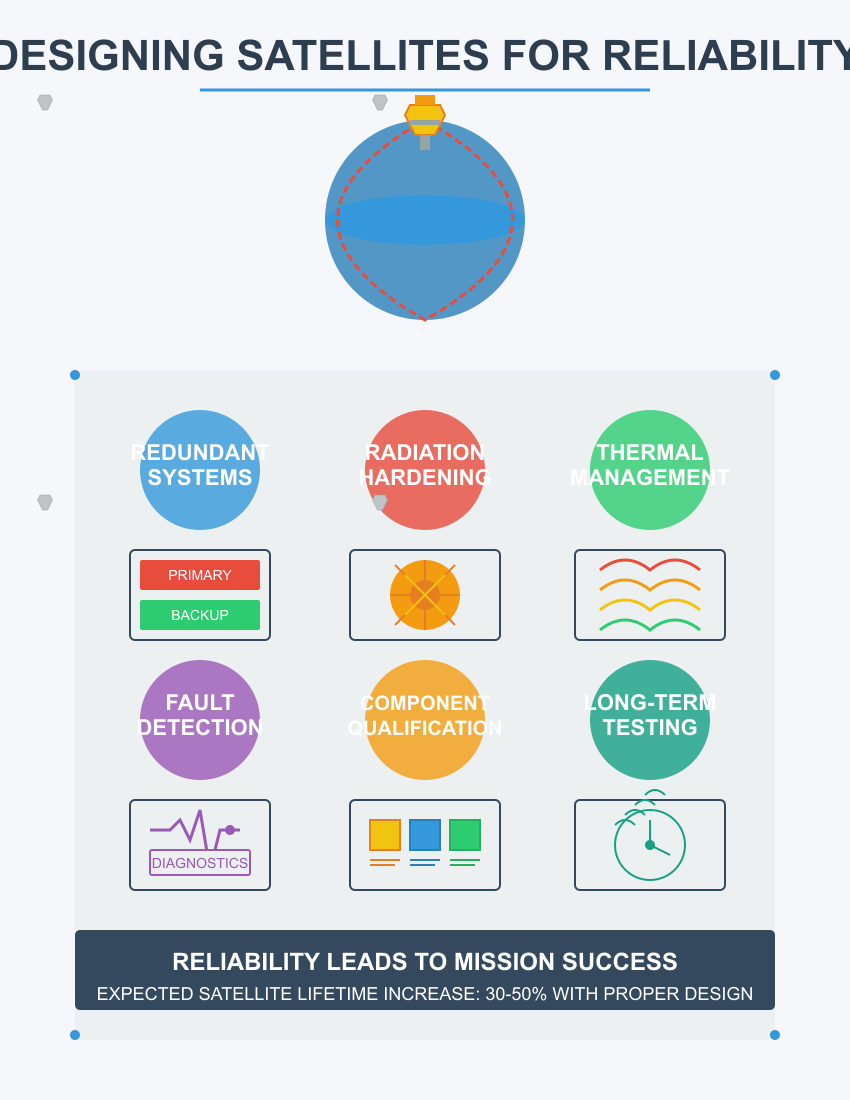 DESIGNING SATELLITES FOR RELIABILITY
REDUNDANT
SYSTEMS
RADIATION
HARDENING
THERMAL
MANAGEMENT
PRIMARY
BACKUP
FAULT
DETECTION
COMPONENT
QUALIFICATION
LONG-TERM
TESTING
DIAGNOSTICS
RELIABILITY LEADS TO MISSION SUCCESS
EXPECTED SATELLITE LIFETIME INCREASE: 30-50% WITH PROPER DESIGN